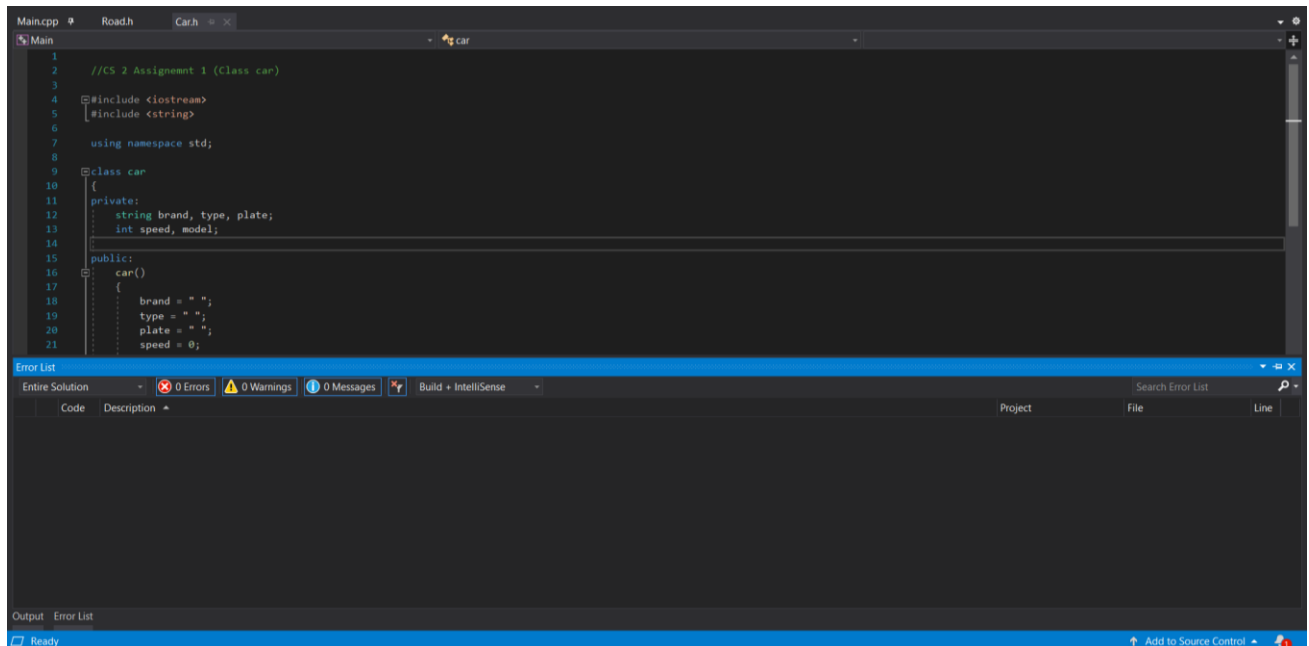 Main.cpp Road.h Car.h
Main car
1
2 //CS 2 Assignemnt 1 (Class car)
3
4 #include <iostream>
5 #include <string>
6
7 using namespace std;
8
9 class car
10 {
11 private:
12 string brand, type, plate;
13 int speed, model;
14
15 public:
16 car()
17 {
18 brand = " ";
19 type = " ";
20 plate = " ";
21 speed = 0;
Error List
Entire Solution 0 Errors 0 Warnings 0 Messages Build + IntelliSense Search Error List
Code Description Project File Line
Output Error List
Ready Add to Source Control 1